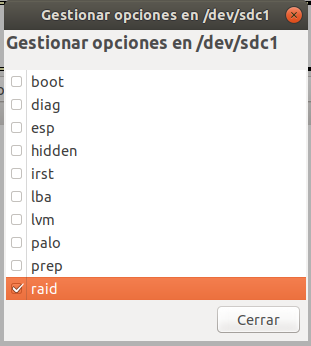 Gestionar opciones en /dev/sdc1
Gestionar opciones en /dev/sdc1
boot
diag
esp
hidden
irst
lba
lvm
palo
prep
raid
Cerrar